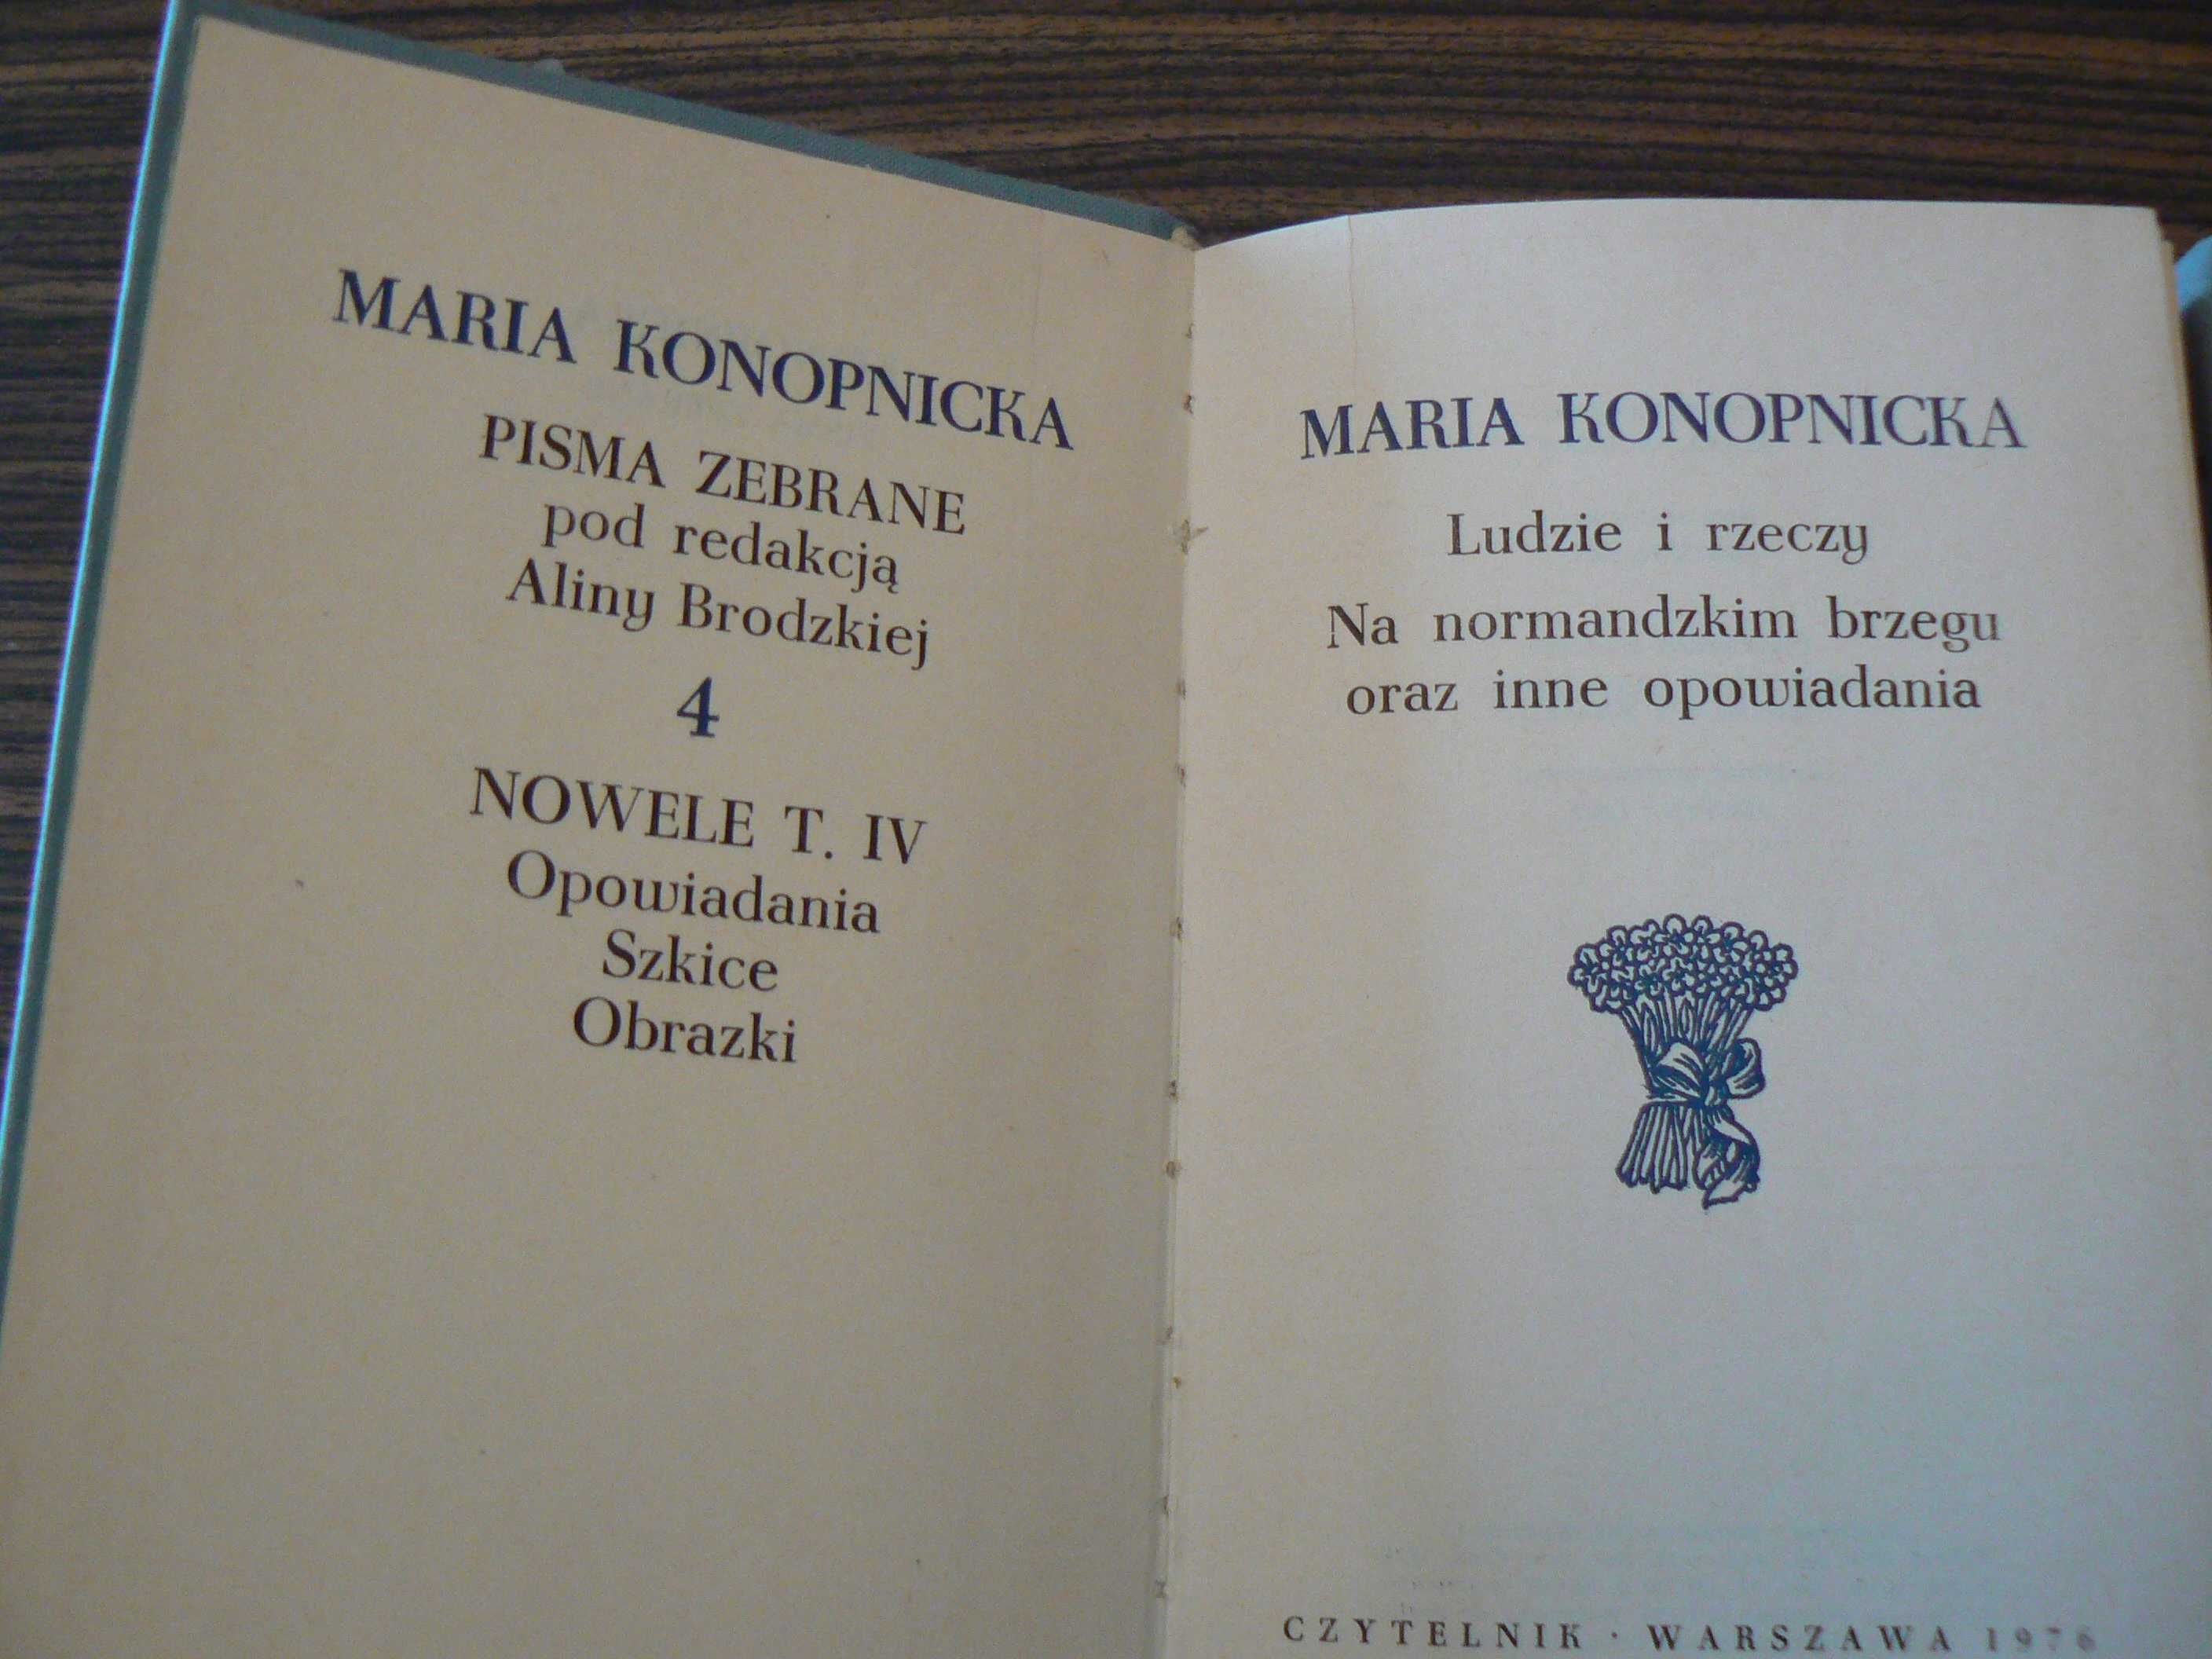 MARIA KONOPNICKA
PISMA ZEBRANE
pod redakcją
Aliny Brodzkiej
4
NOWELE T. IV
Opowiadania
Szkice
Obrazki
MARIA KONOPNICKA
Ludzie i rzeczy
Na normandzkim brzegu
oraz inne opowiadania
CZYTELNIK · WARSZAWA 1976